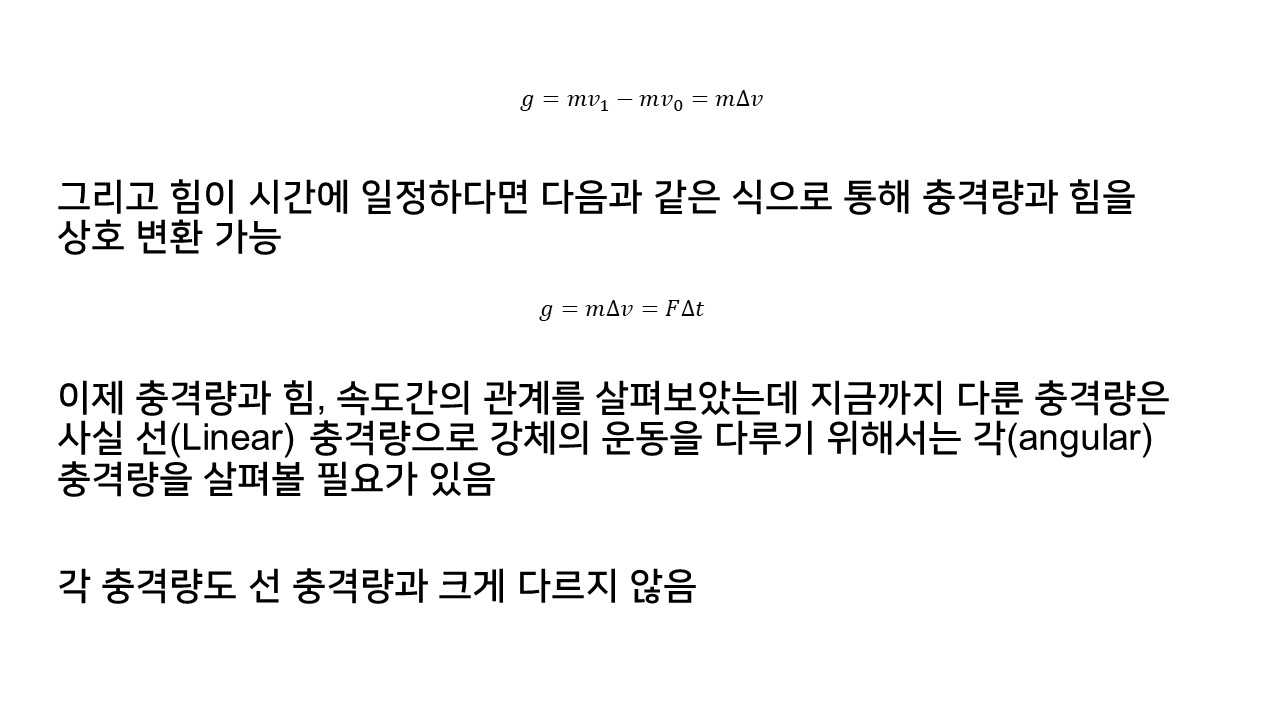 g = mv₁ − mv₀ = mΔv
그리고 힘이 시간에 일정하다면 다음과 같은 식으로 통해 충격량과 힘을
상호 변환 가능
g = mΔv = FΔt
이제 충격량과 힘, 속도간의 관계를 살펴보았는데 지금까지 다룬 충격량은
사실 선(Linear) 충격량으로 강체의 운동을 다루기 위해서는 각(angular)
충격량을 살펴볼 필요가 있음
각 충격량도 선 충격량과 크게 다르지 않음